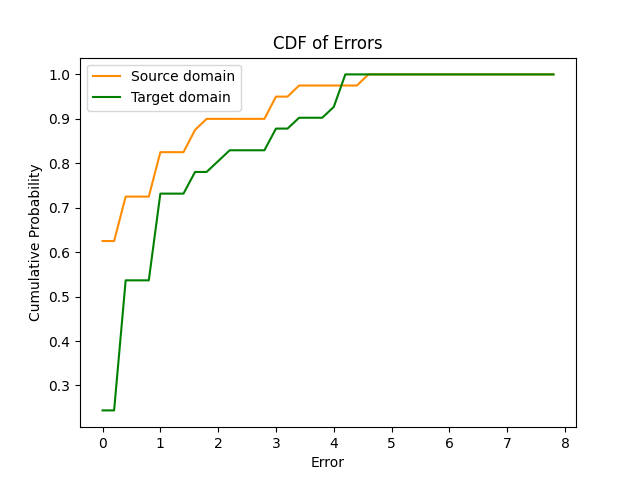 CDF of Errors
Source domain
Target domain
1.0
0.9
0.8
0.7
0.6
0.5
0.4
0.3
Cumulative Probability
0 1 2 3 4 5 6 7 8
Error